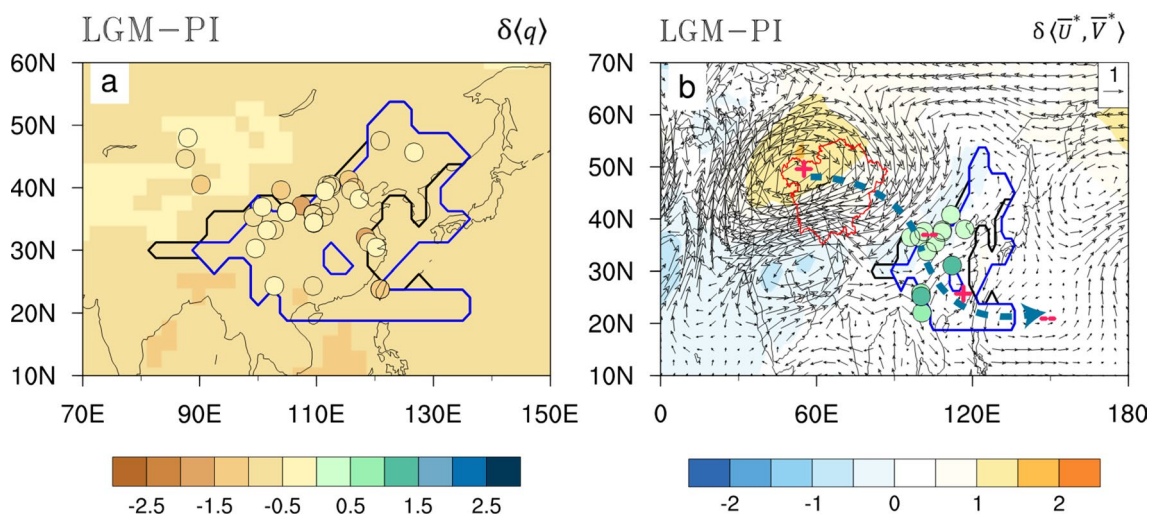 LGM-PI δ⟨q⟩
a
60N
50N
40N
30N
20N
10N
70E 90E 110E 130E 150E
-2.5 -1.5 -0.5 0.5 1.5 2.5
LGM-PI δ⟨U̅*, V̅*⟩
b
1
70N
60N
50N
40N
30N
20N
10N
0 60E 120E 180
-2 -1 0 1 2